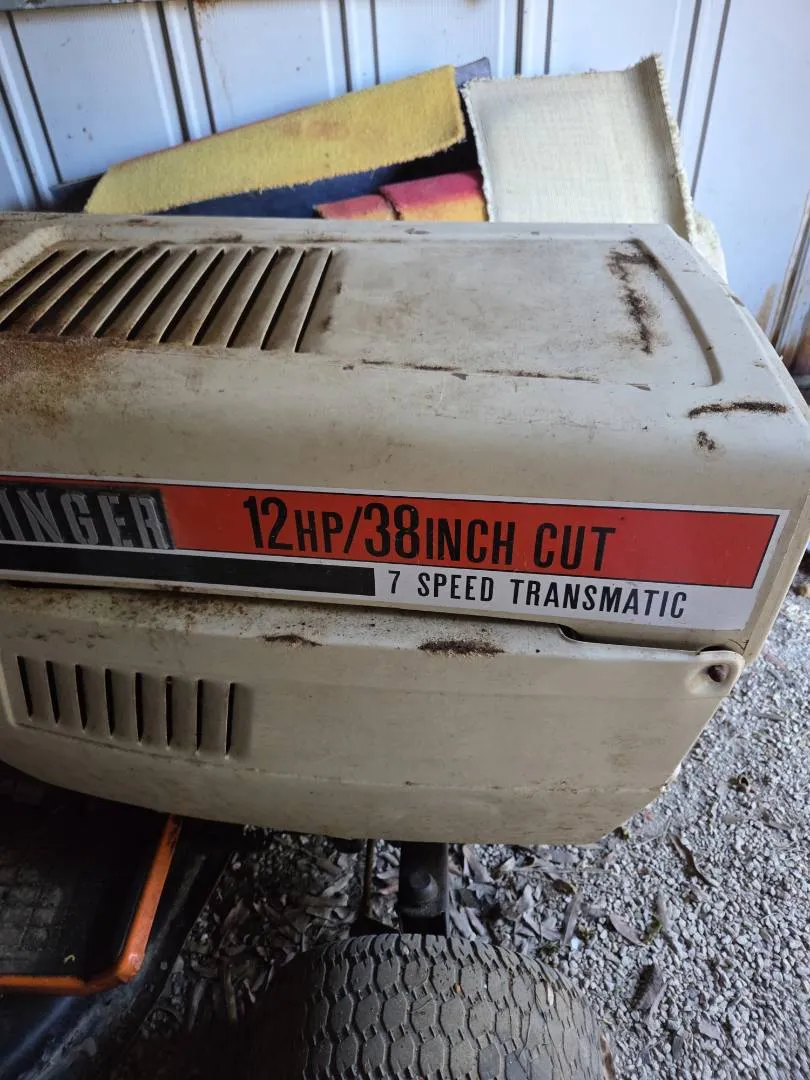 INGER 12HP/38INCH CUT
7 SPEED TRANSMATIC